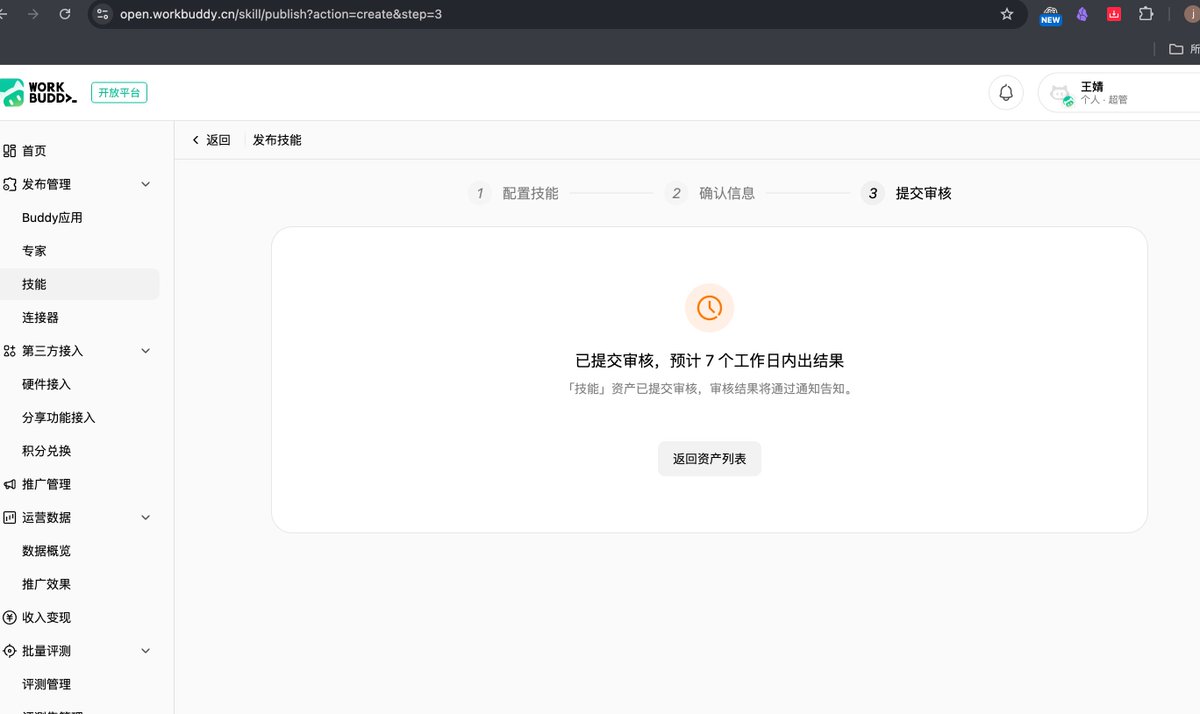 open.workbuddy.cn/skill/publish?action=create&step=3
NEW
j
所
WORK
BUDD>_
开放平台
王婧
个人 · 超管
首页
发布管理
Buddy应用
专家
技能
连接器
第三方接入
硬件接入
分享功能接入
积分兑换
推广管理
运营数据
数据概览
推广效果
收入变现
批量评测
评测管理
返回
发布技能
1 配置技能
2 确认信息
3 提交审核
已提交审核，预计 7 个工作日内出结果
「技能」资产已提交审核，审核结果将通过通知告知。
返回资产列表